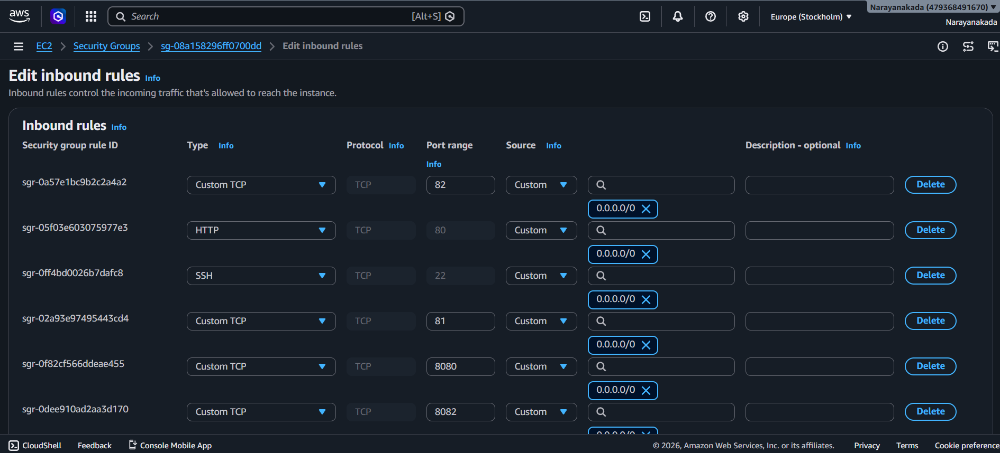 aws
Search [Alt+S]
Europe (Stockholm)
Narayanakada (479368491670)
Narayanakada
EC2 Security Groups sg-08a158296ff0700dd Edit inbound rules
Edit inbound rules Info
Inbound rules control the incoming traffic that's allowed to reach the instance.
Inbound rules Info
Security group rule ID Type Info Protocol Info Port range Info Source Info Description - optional Info
sgr-0a57e1bc9b2c2a4a2 Custom TCP TCP 82 Custom Delete
0.0.0.0/0
sgr-05f03e603075977e3 HTTP TCP 80 Custom Delete
0.0.0.0/0
sgr-0ff4bd0026b7dafc8 SSH TCP 22 Custom Delete
0.0.0.0/0
sgr-02a93e97495443cd4 Custom TCP TCP 81 Custom Delete
0.0.0.0/0
sgr-0f82cf566ddeae455 Custom TCP TCP 8080 Custom Delete
0.0.0.0/0
sgr-0dee910ad2aa3d170 Custom TCP TCP 8082 Custom Delete
0.0.0.0/0
CloudShell Feedback Console Mobile App © 2026, Amazon Web Services, Inc. or its affiliates. Privacy Terms Cookie preference